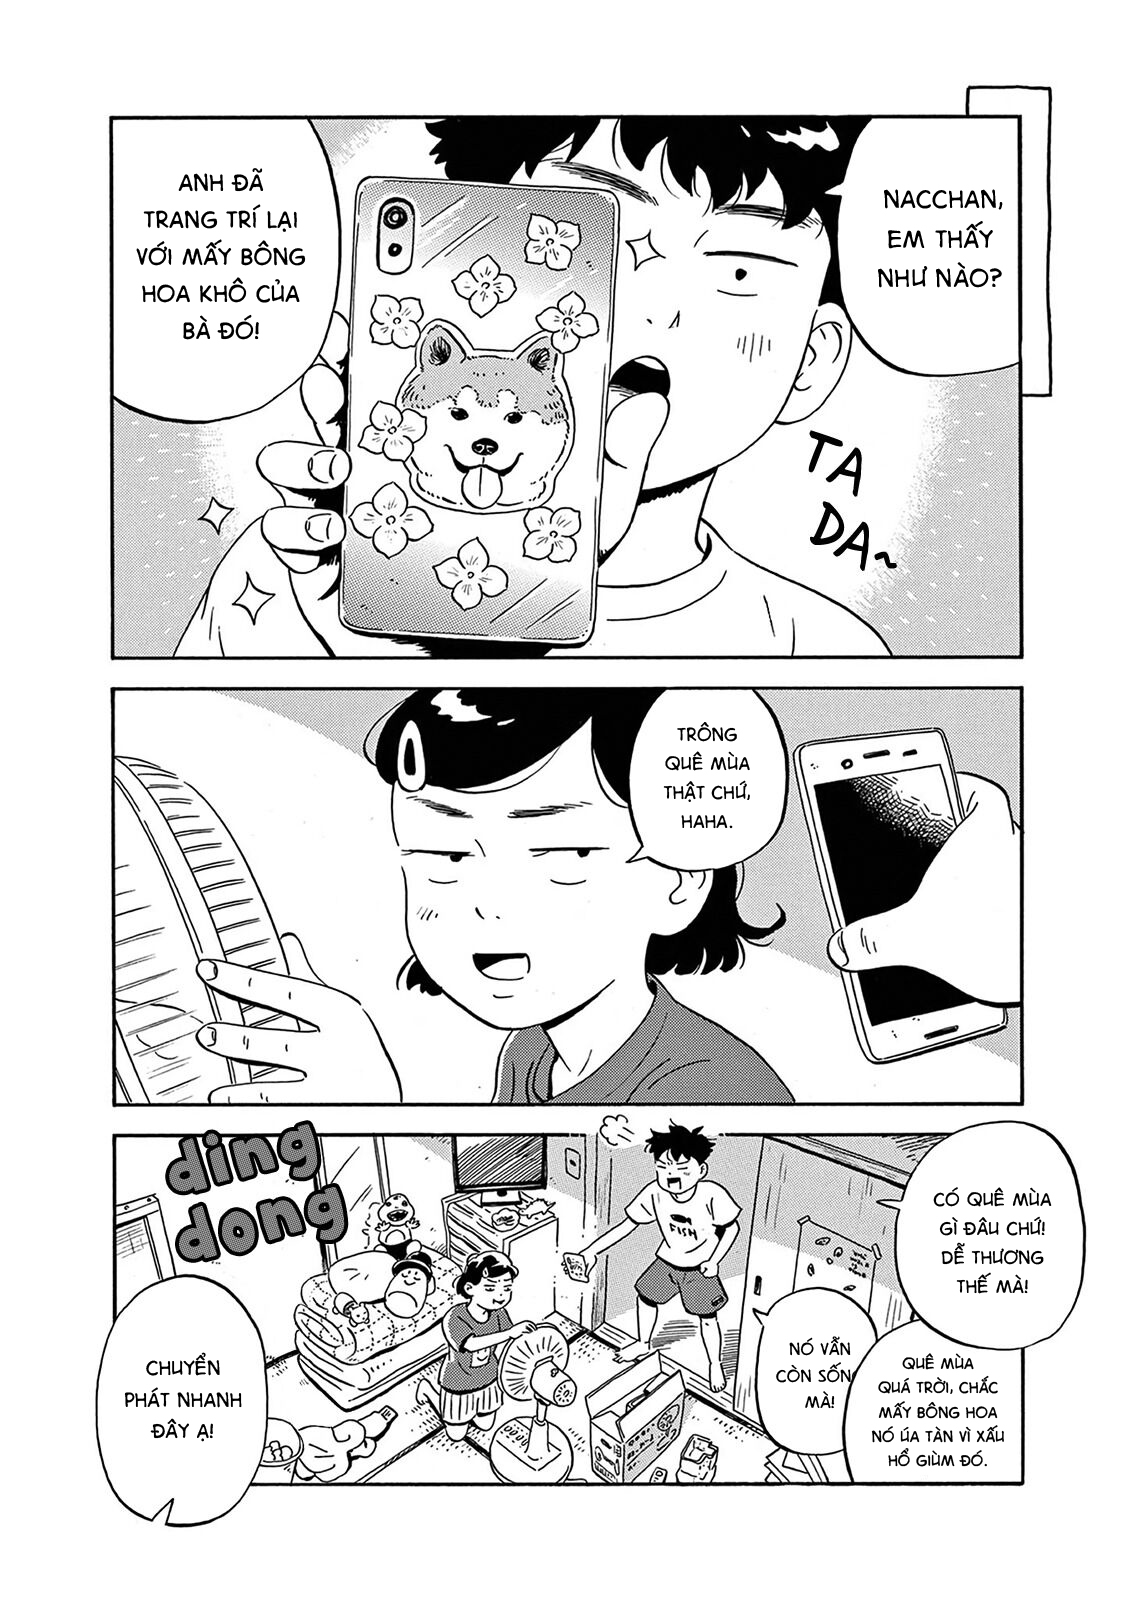 NACCHAN,
EM THẤY
NHƯ NÀO?
ANH ĐÃ
TRANG TRÍ LẠI
VỚI MẤY BÔNG
HOA KHÔ CỦA
BÀ ĐÓ!
TA
DA~
TRÔNG
QUÊ MÙA
THẬT CHỨ,
HAHA.
CÓ QUÊ MÙA
GÌ ĐÂU CHỨ!
DỄ THƯƠNG
THẾ MÀ!
QUÊ MÙA
QUÁ TRỜI, CHẮC
MẤY BÔNG HOA
NÓ ÚA TÀN VÌ XẤU
HỔ GIÙM ĐÓ.
NÓ VẪN
CÒN SỐNG
MÀ!
FISH
ding
dong
CHUYỂN
PHÁT NHANH
ĐÂY Ạ!